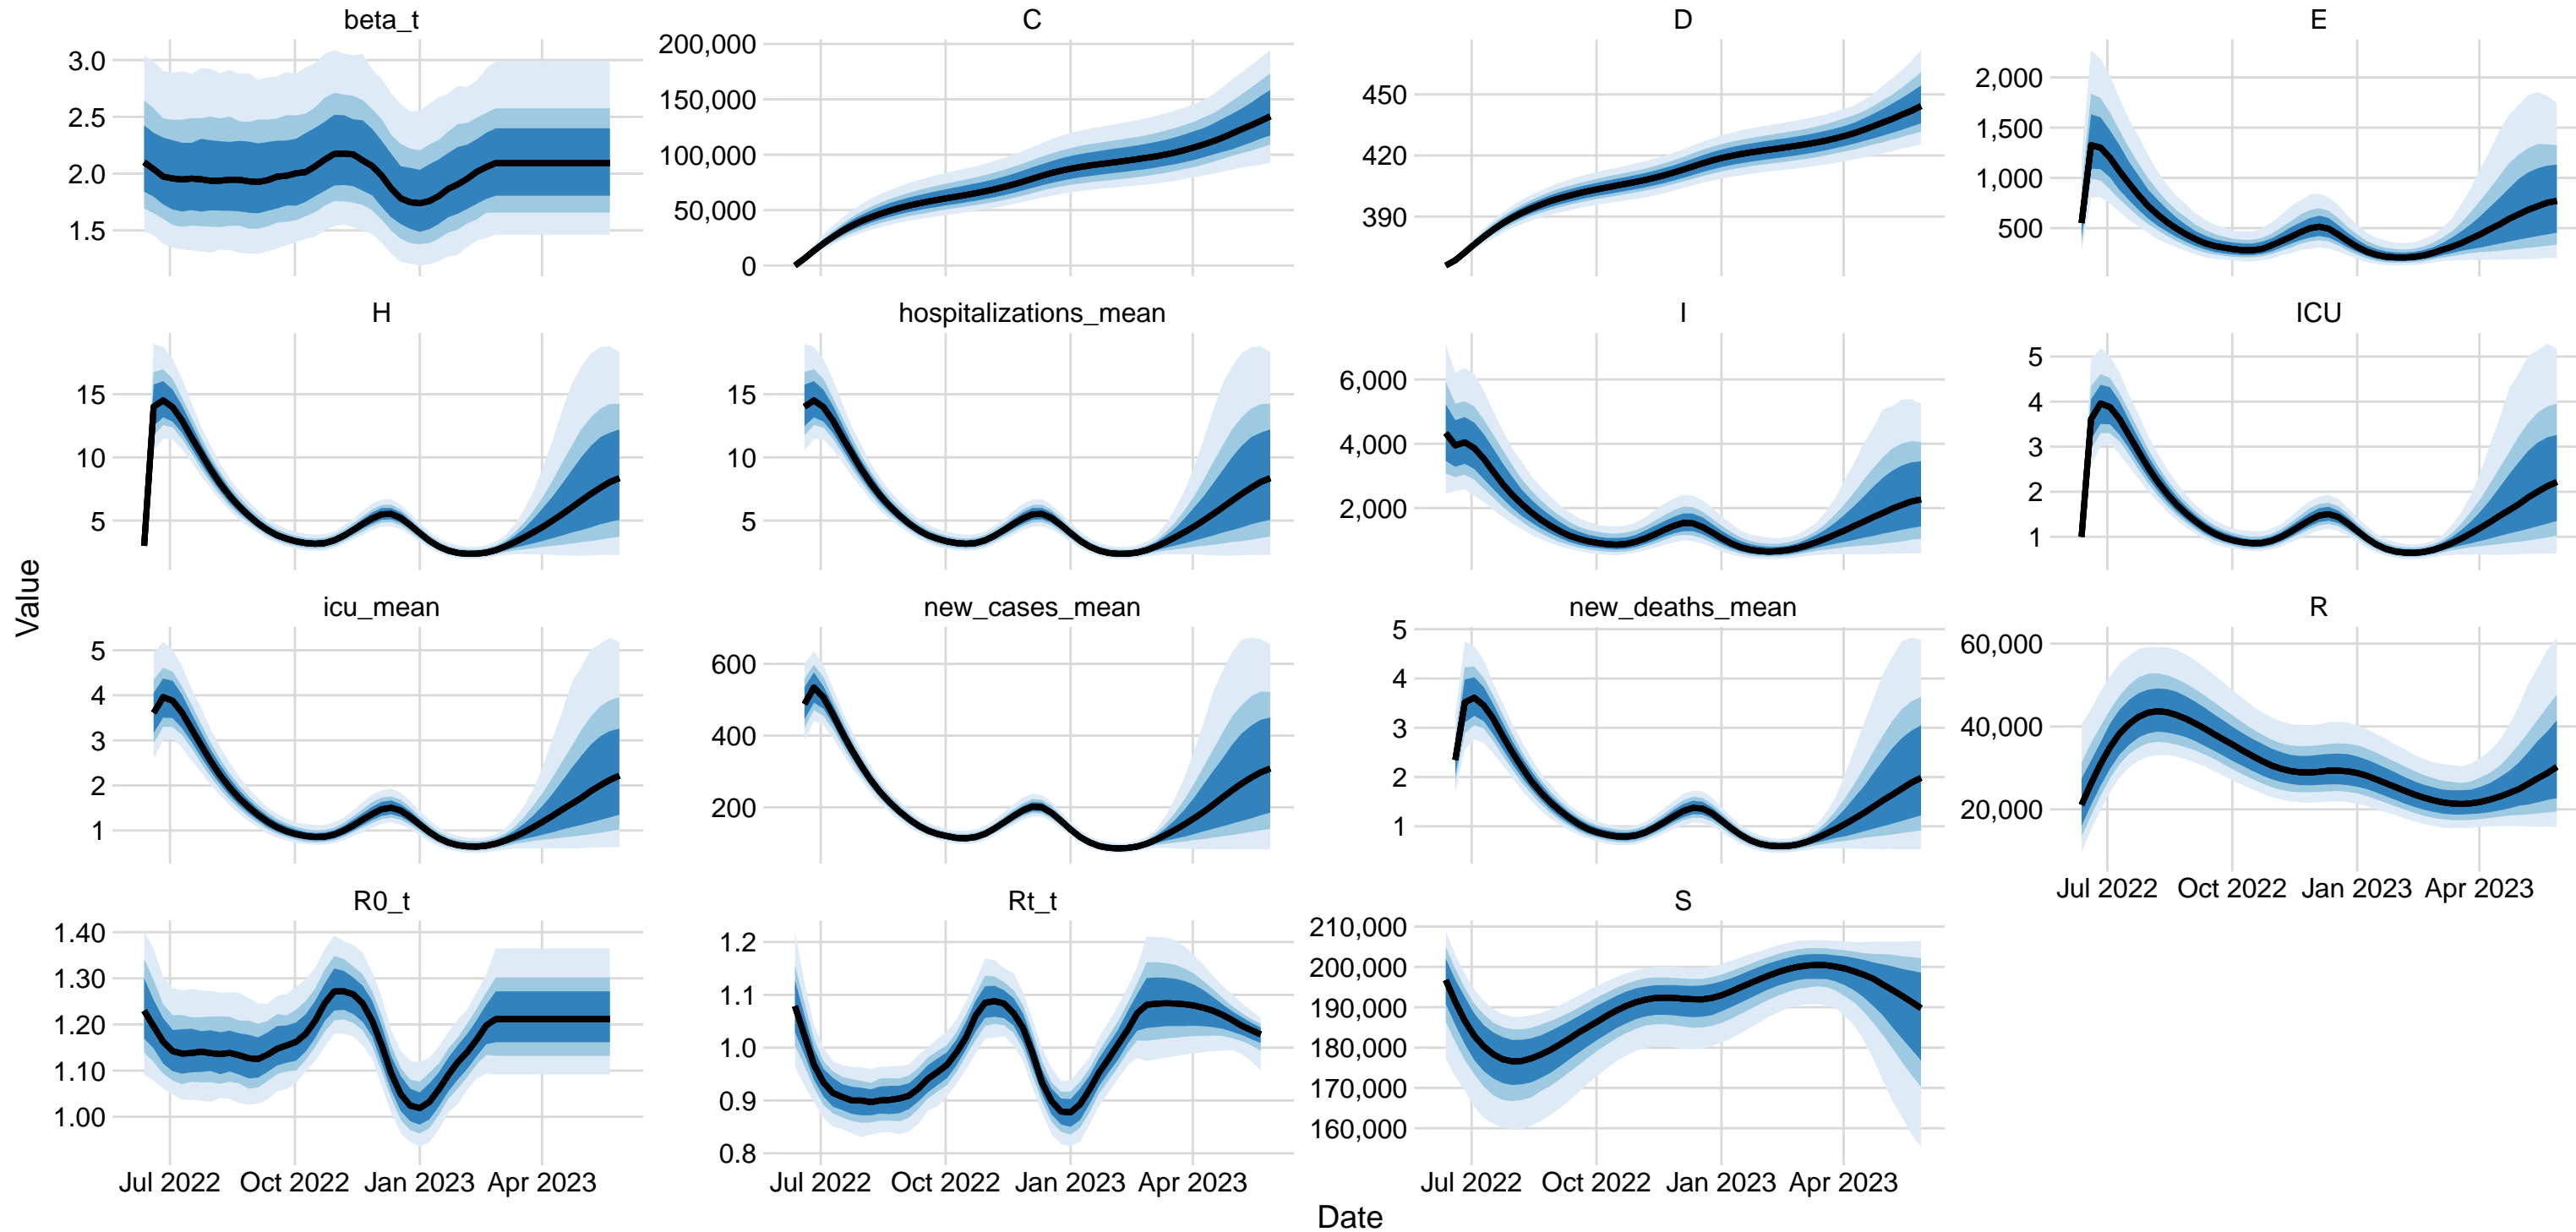 beta_t
C
D
E
3.0
2.5
2.0
1.5
200,000
150,000
100,000
50,000
0
450
420
390
2,000
1,500
1,000
500
H
hospitalizations_mean
I
ICU
15
10
5
15
10
5
6,000
4,000
2,000
5
4
3
2
1
icu_mean
new_cases_mean
new_deaths_mean
R
5
4
3
2
1
600
400
200
5
4
3
2
1
60,000
40,000
20,000
Jul 2022 Oct 2022 Jan 2023 Apr 2023
R0_t
Rt_t
S
1.40
1.30
1.20
1.10
1.00
1.2
1.1
1.0
0.9
0.8
210,000
200,000
190,000
180,000
170,000
160,000
Jul 2022 Oct 2022 Jan 2023 Apr 2023
Jul 2022 Oct 2022 Jan 2023 Apr 2023
Jul 2022 Oct 2022 Jan 2023 Apr 2023
Value
Date